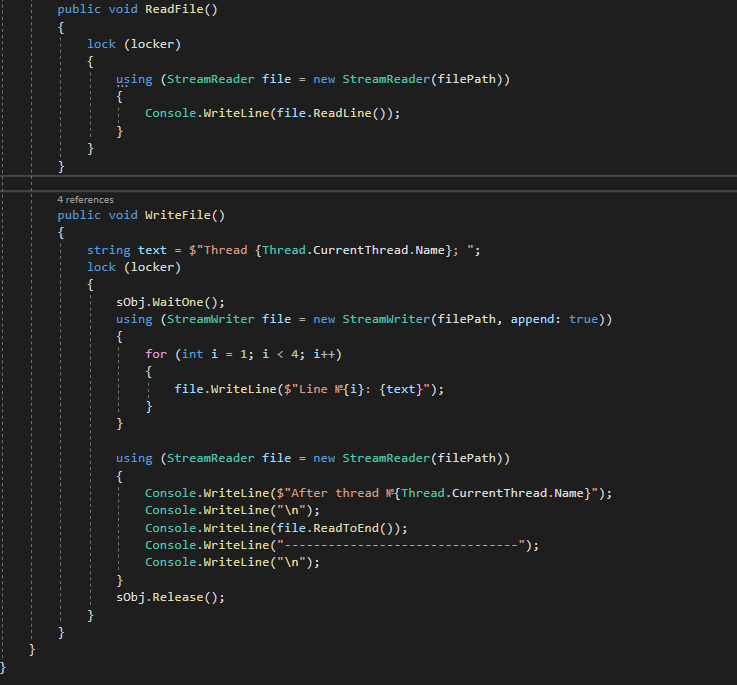 public void ReadFile()
{
lock (locker)
{
using (StreamReader file = new StreamReader(filePath))
{
Console.WriteLine(file.ReadLine());
}
}
}
4 references
public void WriteFile()
{
string text = $"Thread {Thread.CurrentThread.Name}; ";
lock (locker)
{
sObj.WaitOne();
using (StreamWriter file = new StreamWriter(filePath, append: true))
{
for (int i = 1; i < 4; i++)
{
file.WriteLine($"Line №{i}: {text}");
}
}
using (StreamReader file = new StreamReader(filePath))
{
Console.WriteLine($"After thread №{Thread.CurrentThread.Name}");
Console.WriteLine("\n");
Console.WriteLine(file.ReadToEnd());
Console.WriteLine("--------------------------------");
Console.WriteLine("\n");
}
sObj.Release();
}
}
}
}